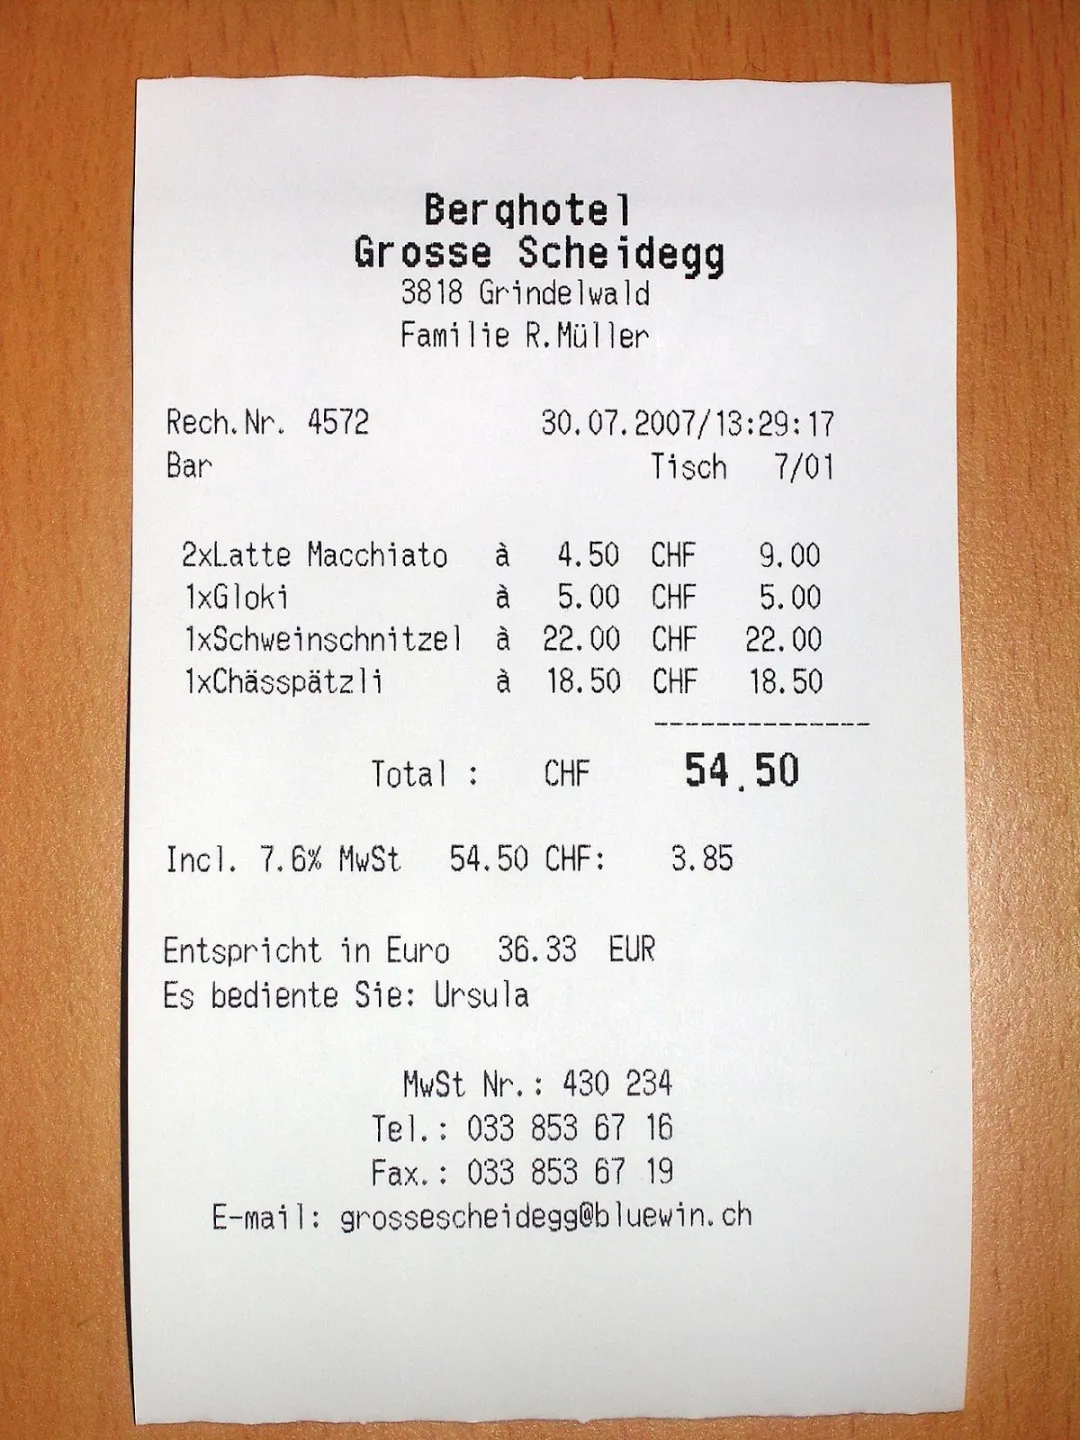 Berghotel
Grosse Scheidegg
3818 Grindelwald
Familie R.Müller
Rech.Nr. 4572 30.07.2007/13:29:17
Bar Tisch 7/01
2xLatte Macchiato à 4.50 CHF 9.00
1xGloki à 5.00 CHF 5.00
1xSchweinschnitzel à 22.00 CHF 22.00
1xChässpätzli à 18.50 CHF 18.50
--------------
Total : CHF 54.50
Incl. 7.6% MwSt 54.50 CHF: 3.85
Entspricht in Euro 36.33 EUR
Es bediente Sie: Ursula
MwSt Nr.: 430 234
Tel.: 033 853 67 16
Fax.: 033 853 67 19
E-mail: grossescheidegg@bluewin.ch